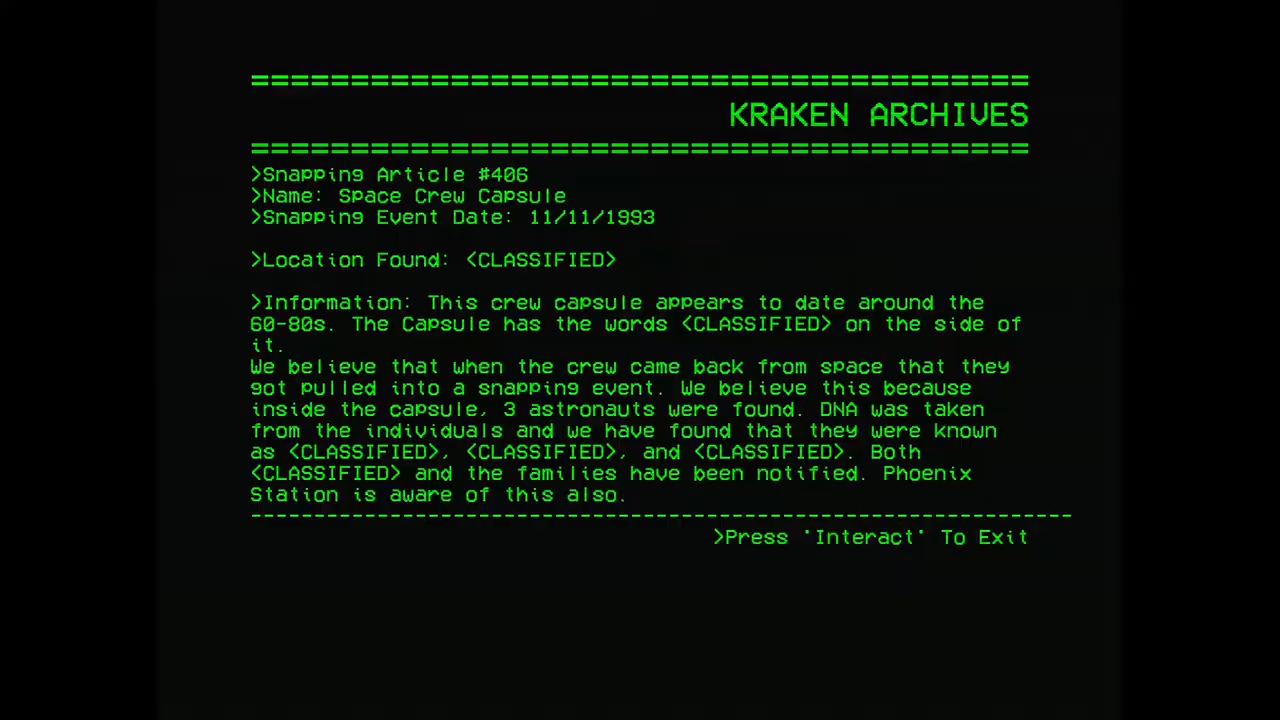 =======================================
KRAKEN ARCHIVES
=======================================
>Snapping Article #406
>Name: Space Crew Capsule
>Snapping Event Date: 11/11/1993
>Location Found: <CLASSIFIED>
>Information: This crew capsule appears to date around the
60-80s. The Capsule has the words <CLASSIFIED> on the side of
it.
We believe that when the crew came back from space that they
got pulled into a snapping event. We believe this because
inside the capsule, 3 astronauts were found. DNA was taken
from the individuals and we have found that they were known
as <CLASSIFIED>, <CLASSIFIED>, and <CLASSIFIED>. Both
<CLASSIFIED> and the families have been notified. Phoenix
Station is aware of this also.
-----------------------------------------------------------------
>Press 'Interact' To Exit